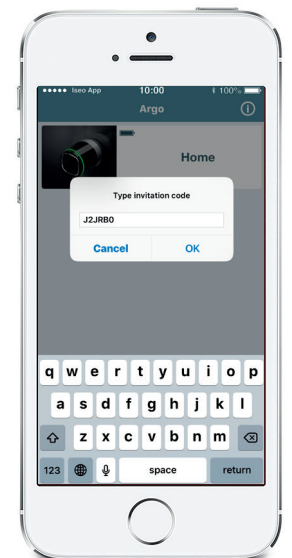 Iseo App 10:00 100%
Argo
Home
Type invitation code
J2JRB0
Cancel OK
q w e r t y u i o p
a s d f g h j k l
z x c v b n m
123 space return